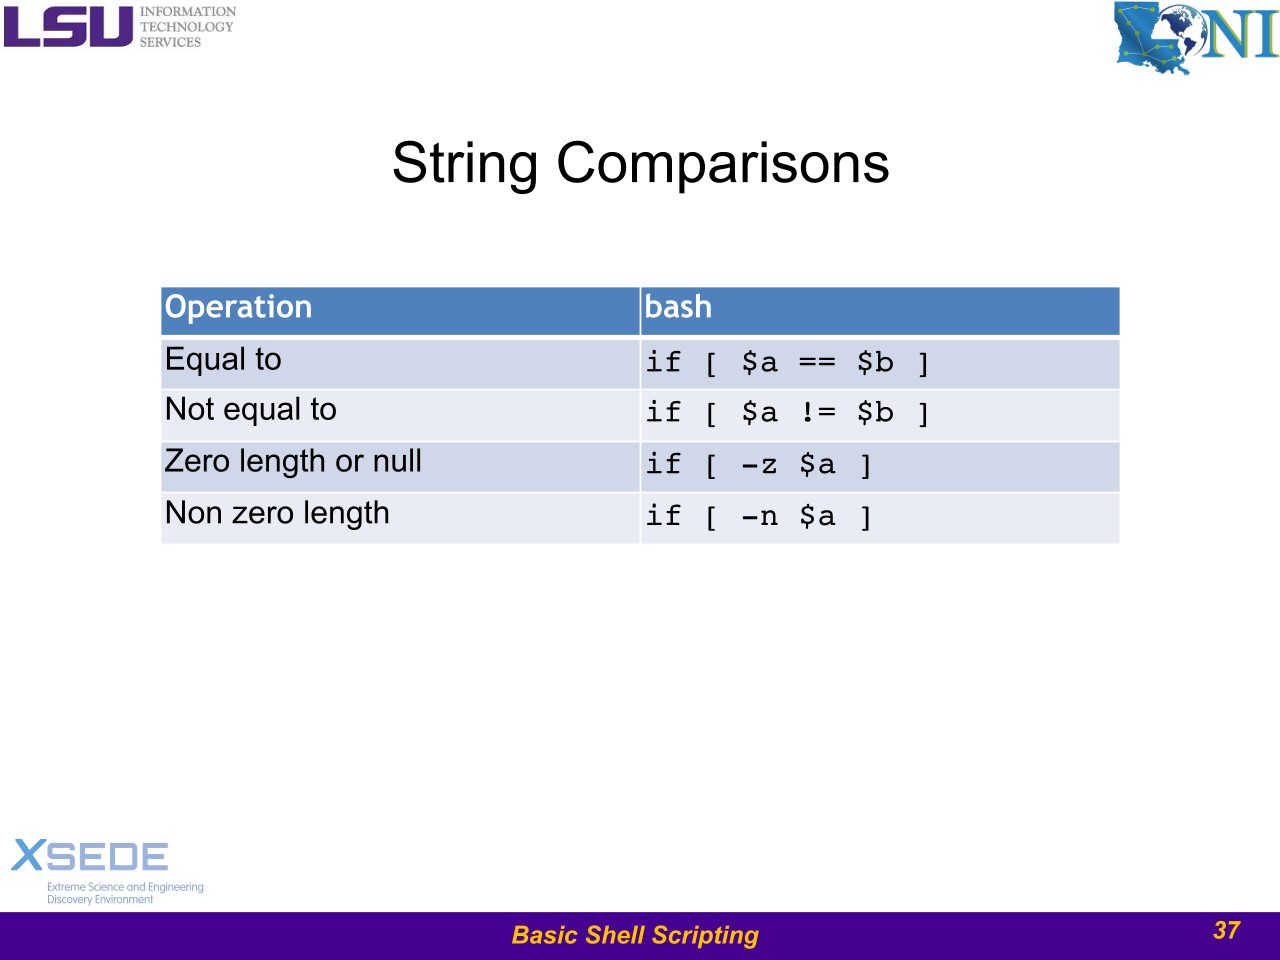 LSU INFORMATION
TECHNOLOGY
SERVICES
LONI
String Comparisons
Operation bash
Equal to if [ $a == $b ]
Not equal to if [ $a != $b ]
Zero length or null if [ -z $a ]
Non zero length if [ -n $a ]
XSEDE
Extreme Science and Engineering
Discovery Environment
Basic Shell Scripting 37